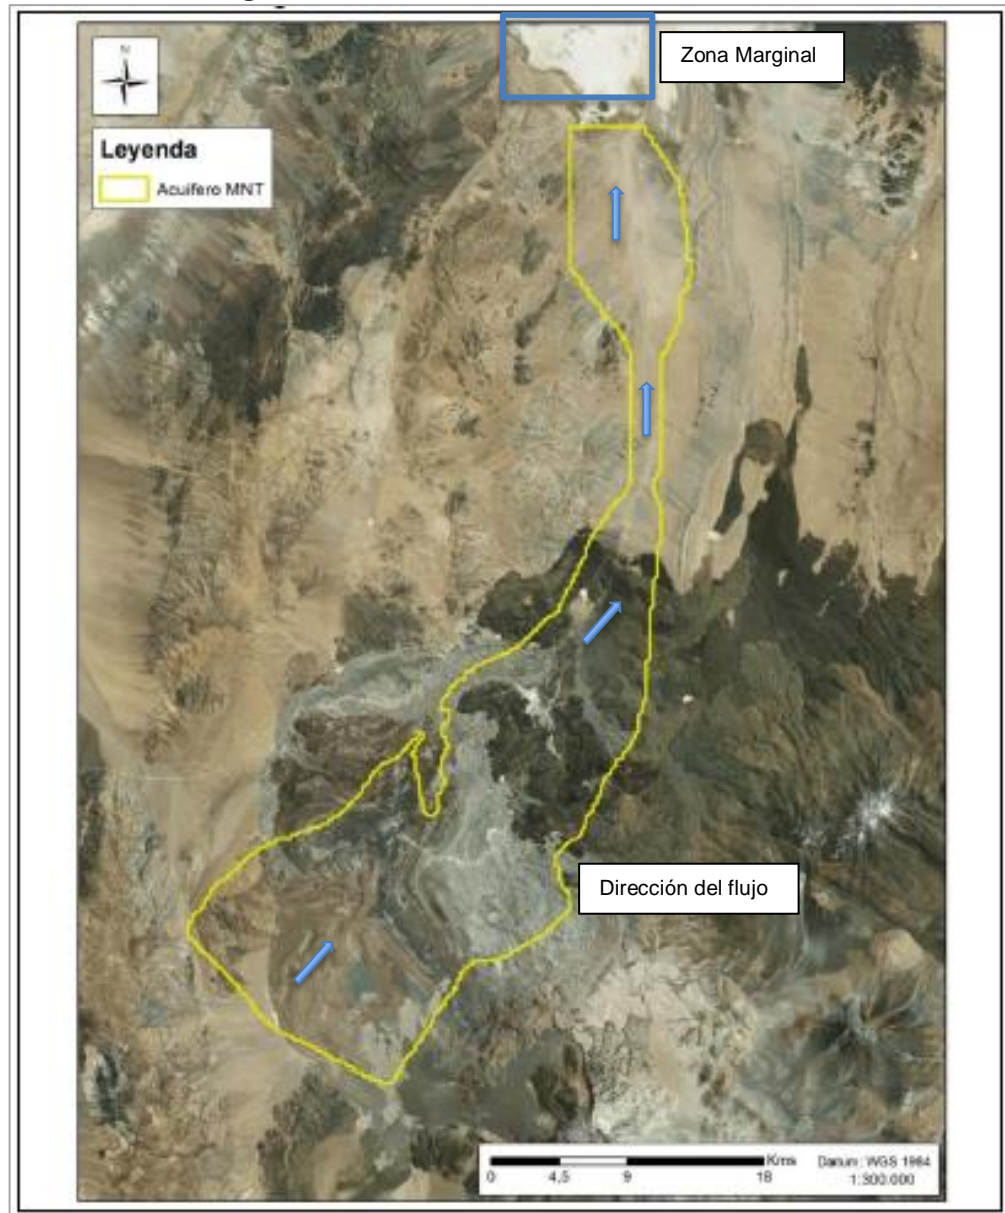 Zona Marginal
N
Leyenda
Acuifero MNT
Dirección del flujo
Kms
0 4,5 9 18
Datum: WGS 1984
1:300.000